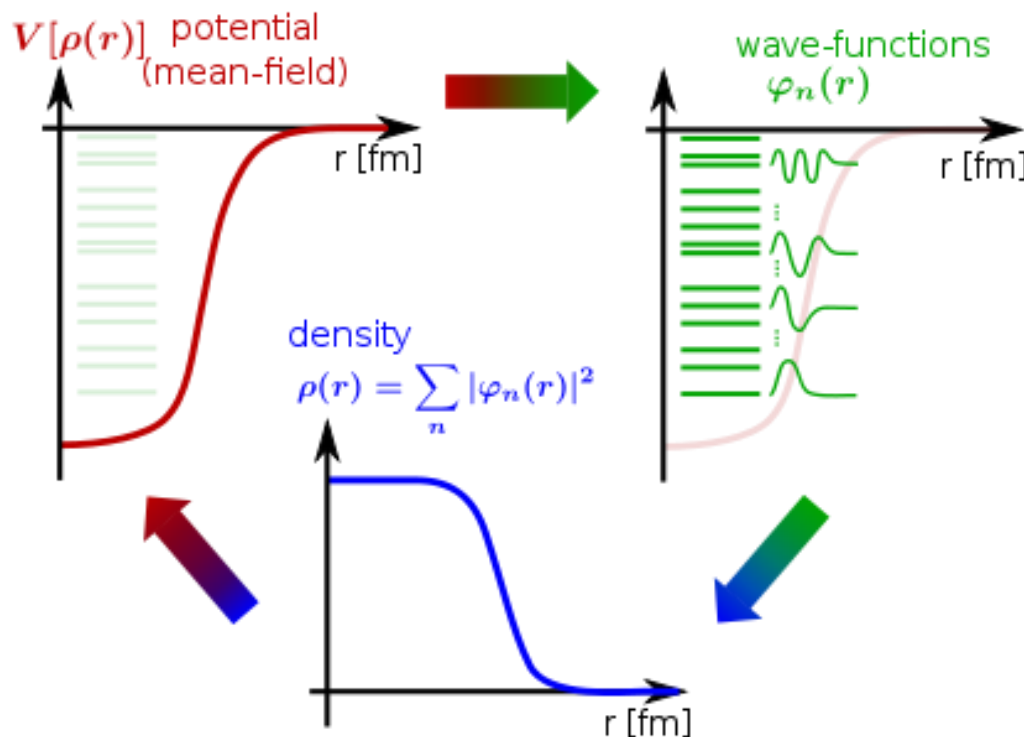 V[ρ(r)] potential
(mean-field)
r [fm]
wave-functions
φₙ(r)
r [fm]
density
ρ(r) = ∑ₙ |φₙ(r)|²
r [fm]